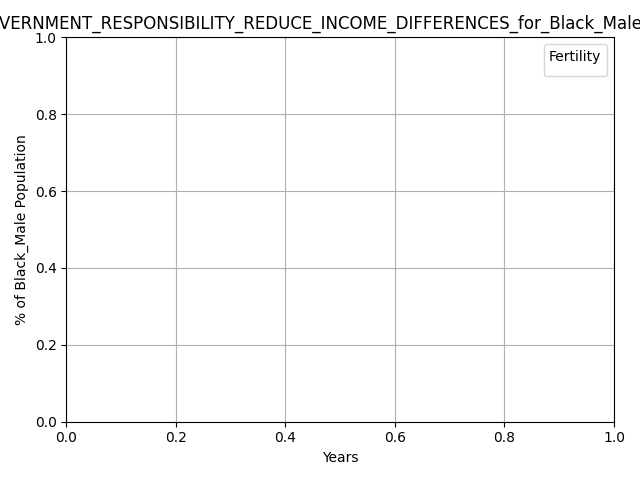 VERNMENT_RESPONSIBILITY_REDUCE_INCOME_DIFFERENCES_for_Black_Male
Fertility
1.0
0.8
0.6
0.4
0.2
0.0
% of Black_Male Population
0.0 0.2 0.4 0.6 0.8 1.0
Years